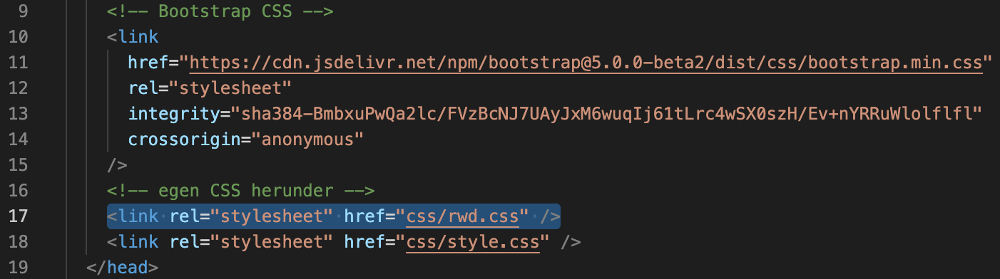 9 <!-- Bootstrap CSS -->
10 <link
11 href="https://cdn.jsdelivr.net/npm/bootstrap@5.0.0-beta2/dist/css/bootstrap.min.css"
12 rel="stylesheet"
13 integrity="sha384-BmbxuPwQa2lc/FVzBcNJ7UAyJxM6wuqIj61tLrc4wSX0szH/Ev+nYRRuWlolflfl"
14 crossorigin="anonymous"
15 />
16 <!-- egen CSS herunder -->
17 <link rel="stylesheet" href="css/rwd.css" />
18 <link rel="stylesheet" href="css/style.css" />
19 </head>